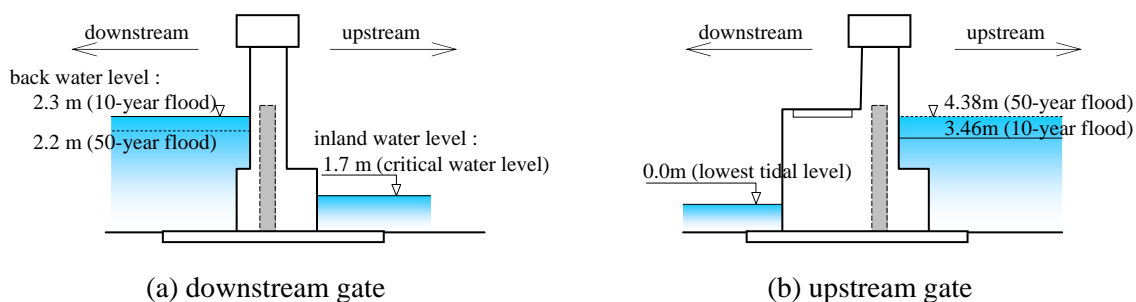 downstream
upstream
back water level :
2.3 m (10-year flood)
2.2 m (50-year flood)
inland water level :
1.7 m (critical water level)
(a) downstream gate
downstream
upstream
4.38m (50-year flood)
3.46m (10-year flood)
0.0m (lowest tidal level)
(b) upstream gate